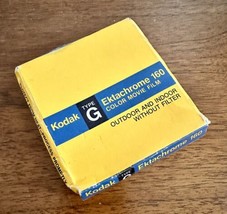 Kodak
TYPE
G
Ektachrome 160
COLOR MOVIE FILM
OUTDOOR AND INDOOR
WITHOUT FILTER
Kodak
Ektachrome 160